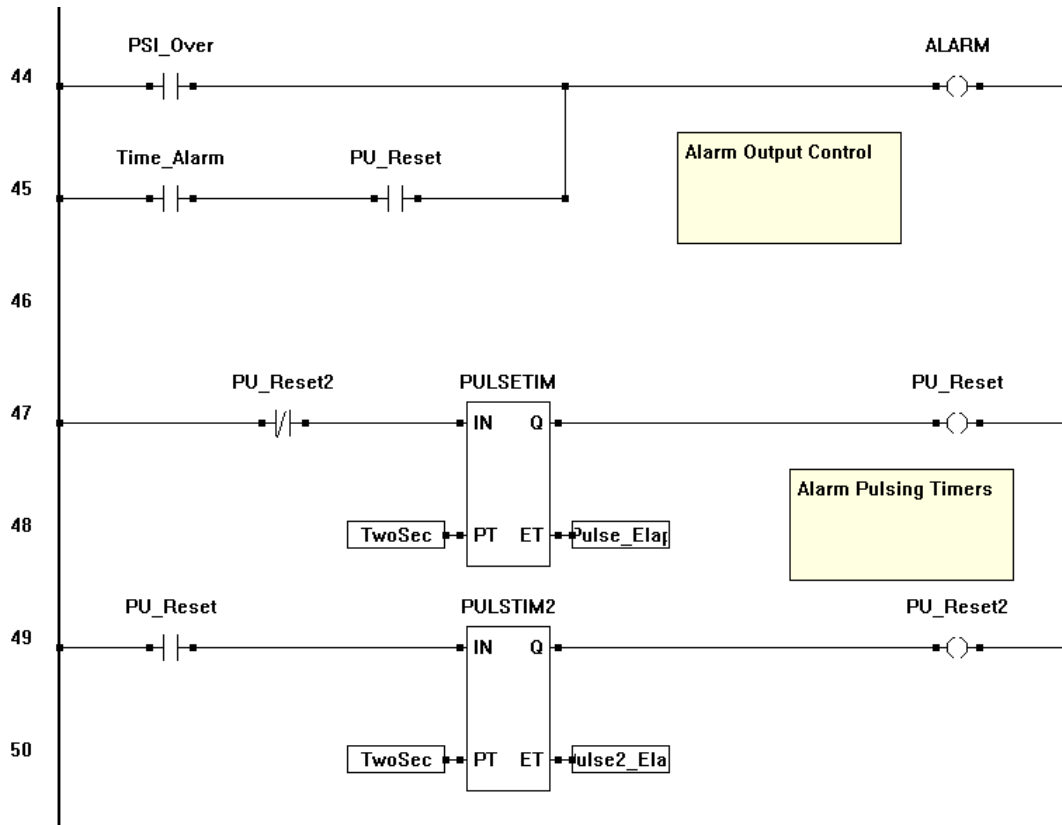 PSI_Over ALARM
44
Time_Alarm PU_Reset Alarm Output Control
45
46
PU_Reset2 PULSETIM PU_Reset
47 IN Q
Alarm Pulsing Timers
48 TwoSec PT ET Pulse_Elap
PU_Reset PULSTIM2 PU_Reset2
49 IN Q
50 TwoSec PT ET ulse2_Ela